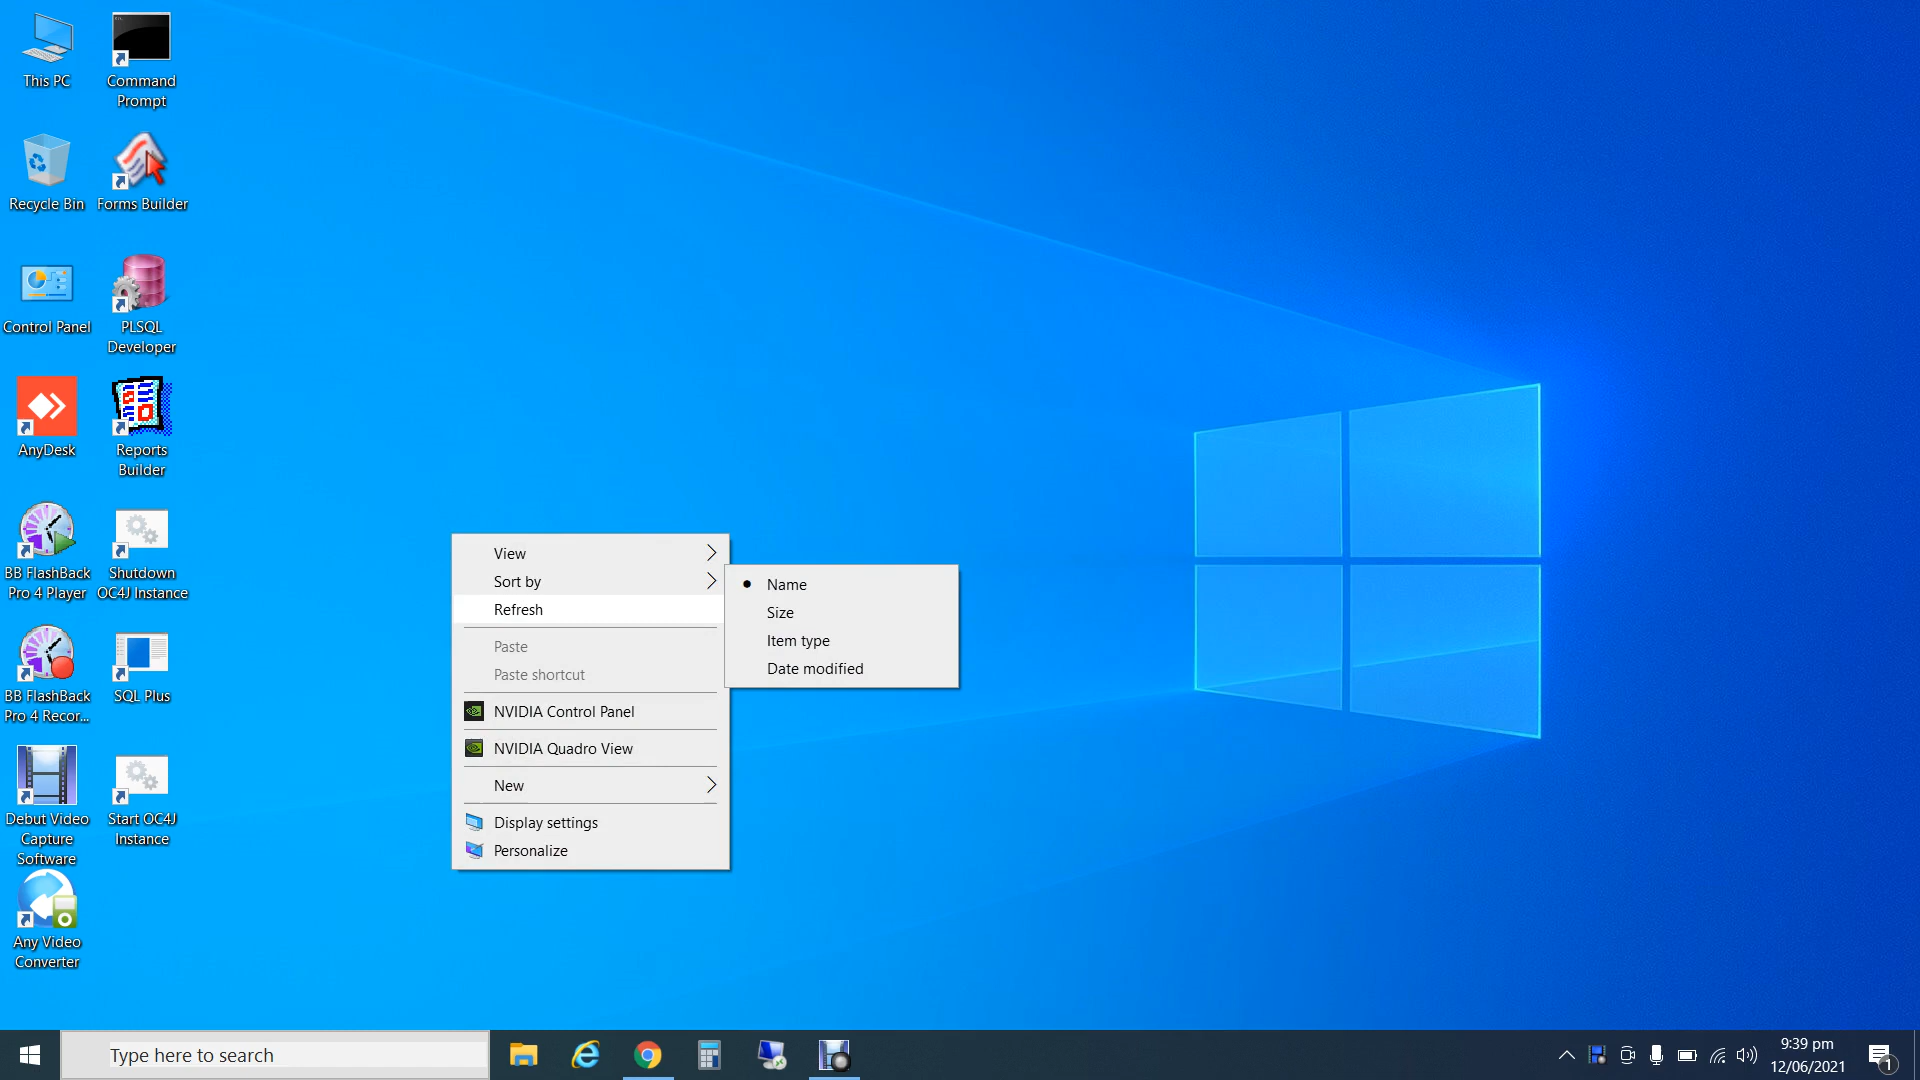 This PC
Command
Prompt
Recycle Bin
Forms Builder
Control Panel
PLSQL
Developer
AnyDesk
Reports
Builder
BB FlashBack
Pro 4 Player
Shutdown
OC4J Instance
BB FlashBack
Pro 4 Recor...
SQL Plus
Debut Video
Capture
Software
Start OC4J
Instance
Any Video
Converter
View
Sort by
Refresh
Paste
Paste shortcut
NVIDIA Control Panel
NVIDIA Quadro View
New
Display settings
Personalize
Name
Size
Item type
Date modified
Type here to search
9:39 pm
12/06/2021
1